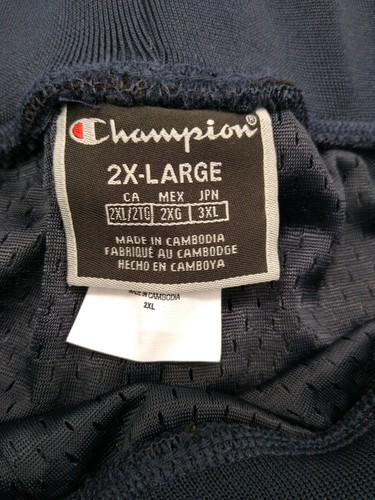 Champion
2X-LARGE
CA MEX JPN
2XL/2TG 2XG 3XL
MADE IN CAMBODIA
FABRIQUÉ AU CAMBODGE
HECHO EN CAMBOYA
MADE IN CAMBODIA
2XL